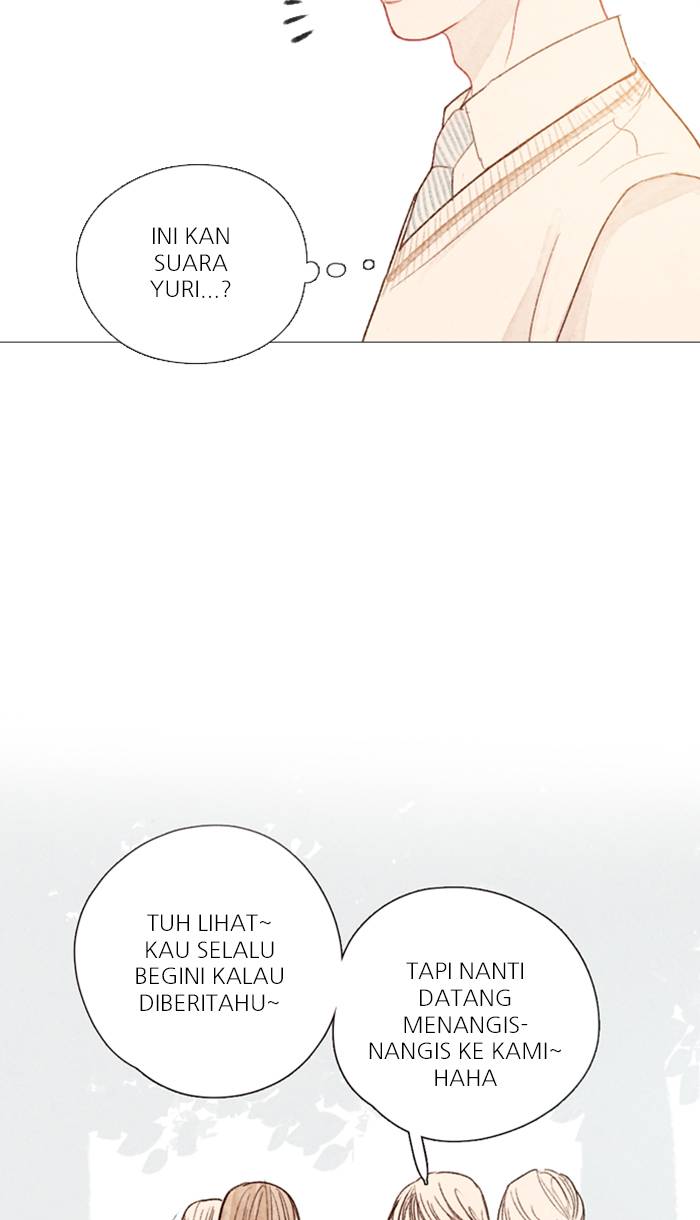 INI KAN
SUARA
YURI...?
TUH LIHAT~
KAU SELALU
BEGINI KALAU
DIBERITAHU~
TAPI NANTI
DATANG
MENANGIS-
NANGIS KE KAMI~
HAHA